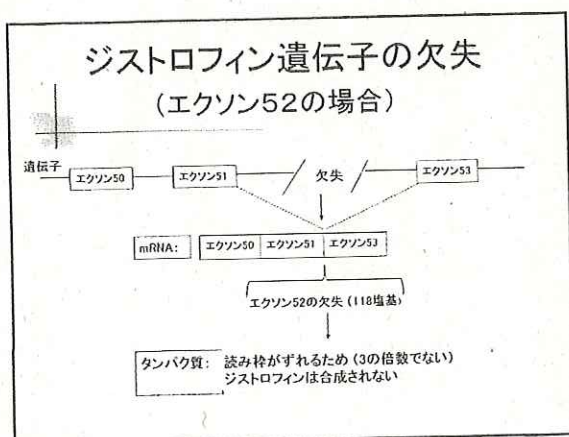 ジストロフィン遺伝子の欠失
(エクソン52の場合)
遺伝子
エクソン50
エクソン51
欠失
エクソン53
mRNA:
エクソン50
エクソン51
エクソン53
エクソン52の欠失 (118塩基)
タンパク質: 読み枠がずれるため (3の倍数でない)
ジストロフィンは合成されない